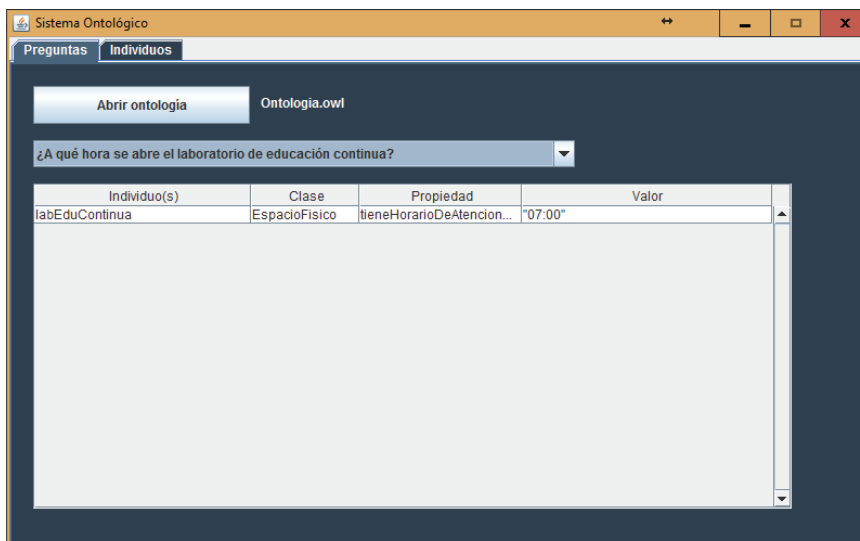 Sistema Ontológico
Preguntas Individuos
Abrir ontología Ontologia.owl
¿A qué hora se abre el laboratorio de educación continua?
Individuo(s) Clase Propiedad Valor
labEduContinua EspacioFisico tieneHorarioDeAtencion... "07:00"